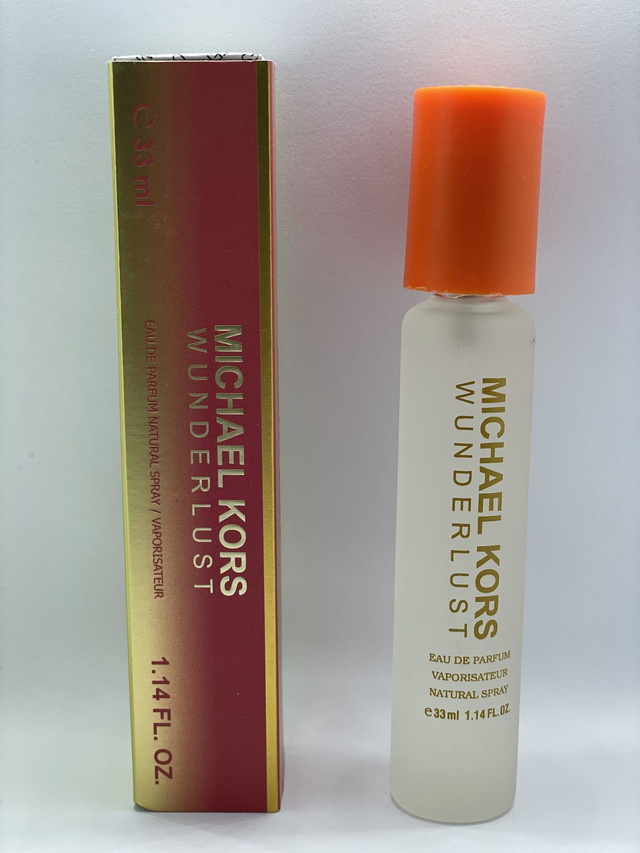 ℮ 33 ml
MICHAEL KORS
WUNDERLUST
EAU DE PARFUM NATURAL SPRAY / VAPORISATEUR
1.14 FL. OZ.
MICHAEL KORS
WUNDERLUST
EAU DE PARFUM
VAPORISATEUR
NATURAL SPRAY
℮33ml 1.14 FL.OZ.